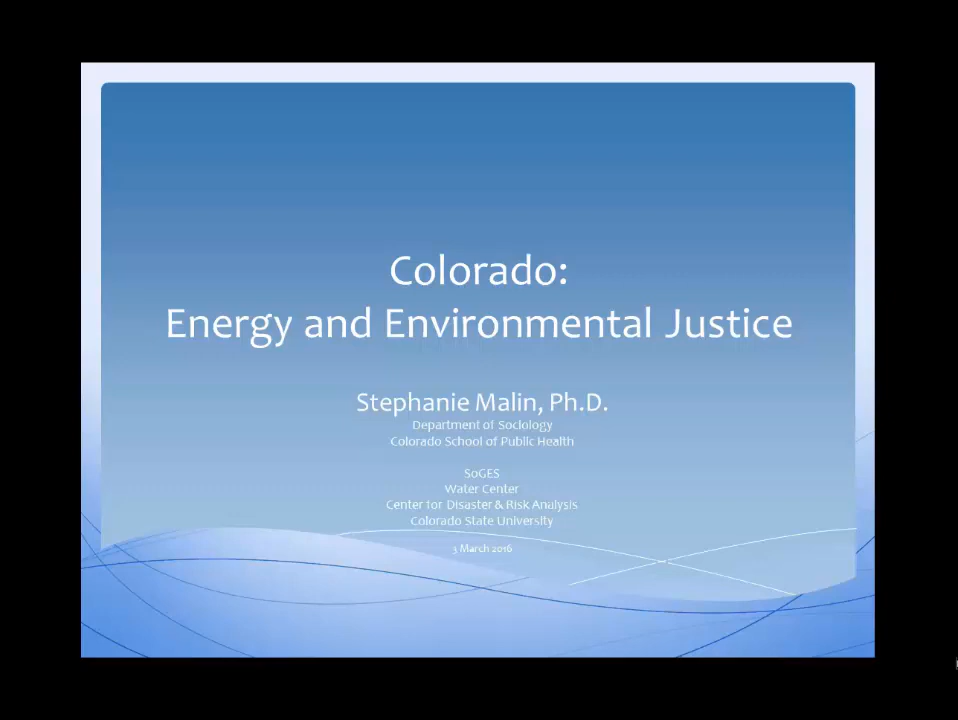 Colorado:
Energy and Environmental Justice
Stephanie Malin, Ph.D.
Department of Sociology
Colorado School of Public Health
SoGES
Water Center
Center for Disaster & Risk Analysis
Colorado State University
3 March 2016